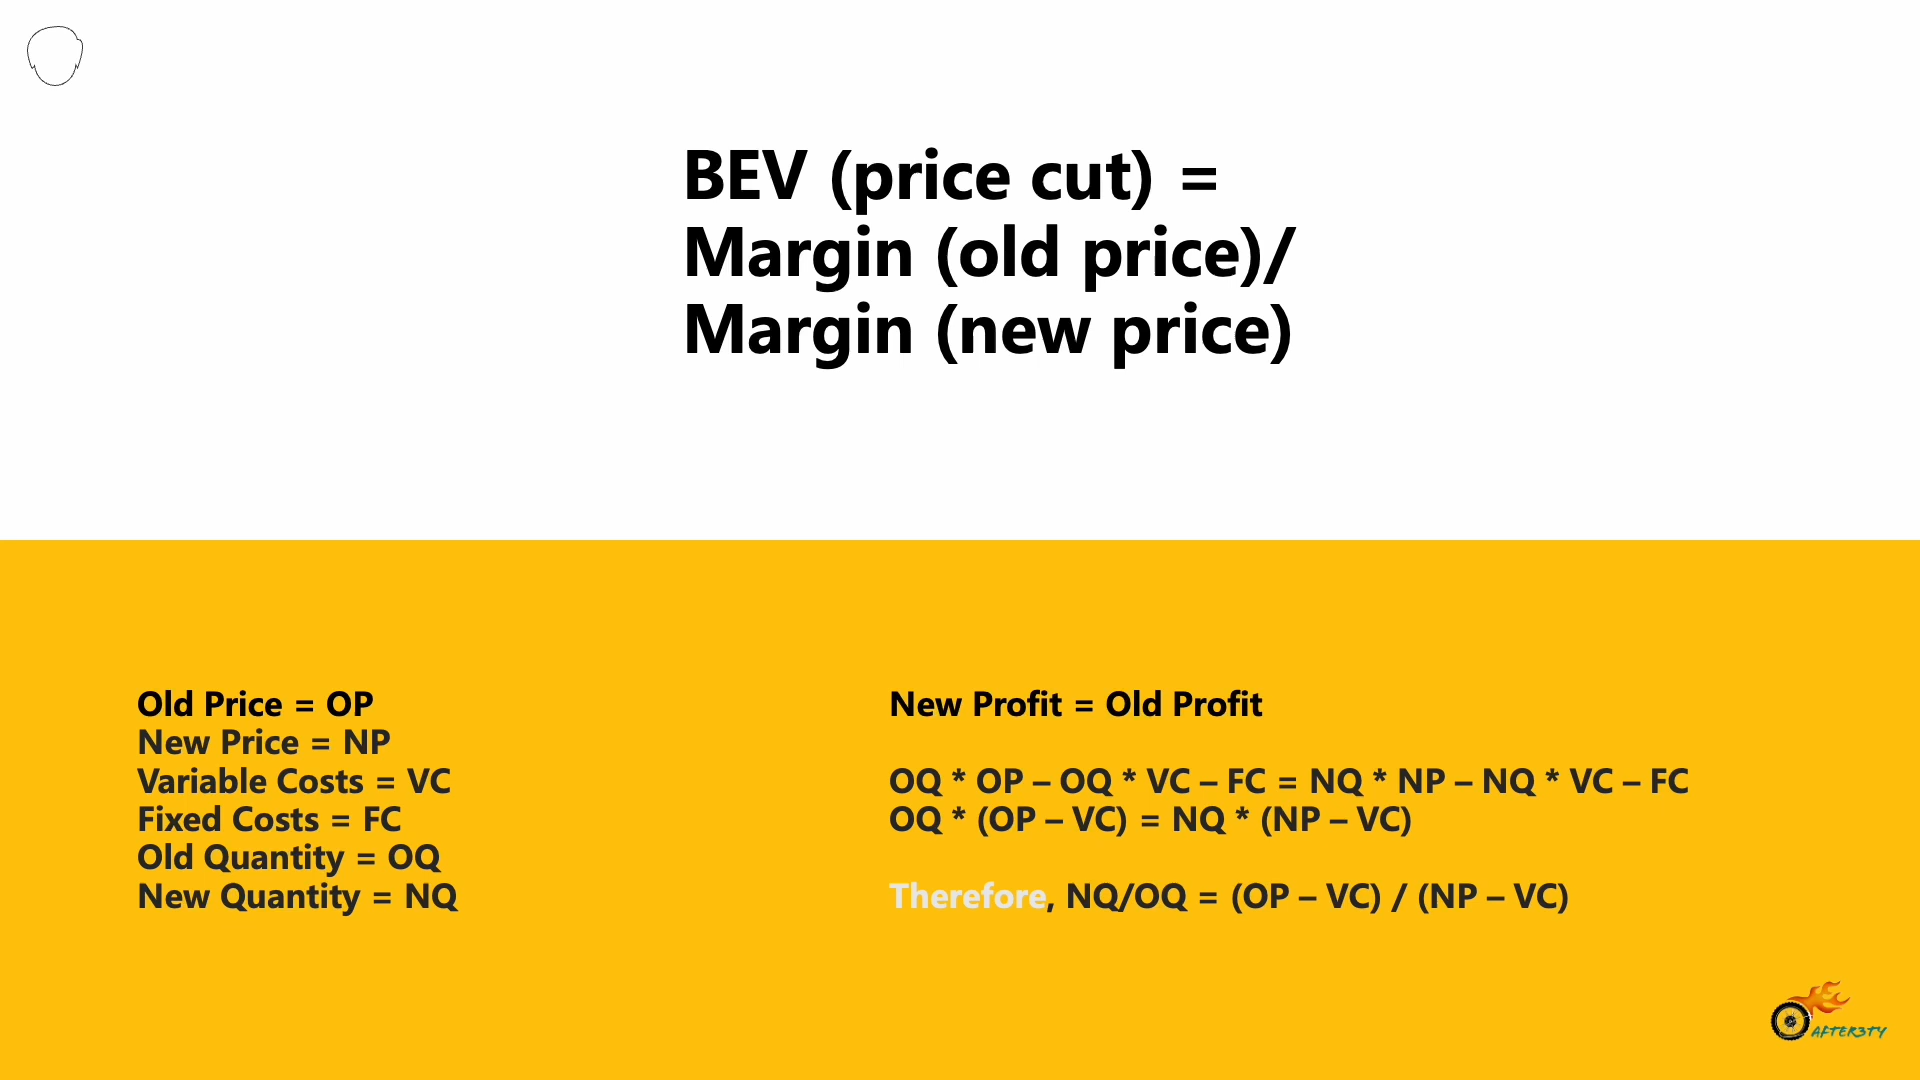 BEV (price cut) =
Margin (old price)/
Margin (new price)
Old Price = OP
New Price = NP
Variable Costs = VC
Fixed Costs = FC
Old Quantity = OQ
New Quantity = NQ
New Profit = Old Profit
OQ * OP – OQ * VC – FC = NQ * NP – NQ * VC – FC
OQ * (OP – VC) = NQ * (NP – VC)
Therefore, NQ/OQ = (OP – VC) / (NP – VC)
AFTER3TY